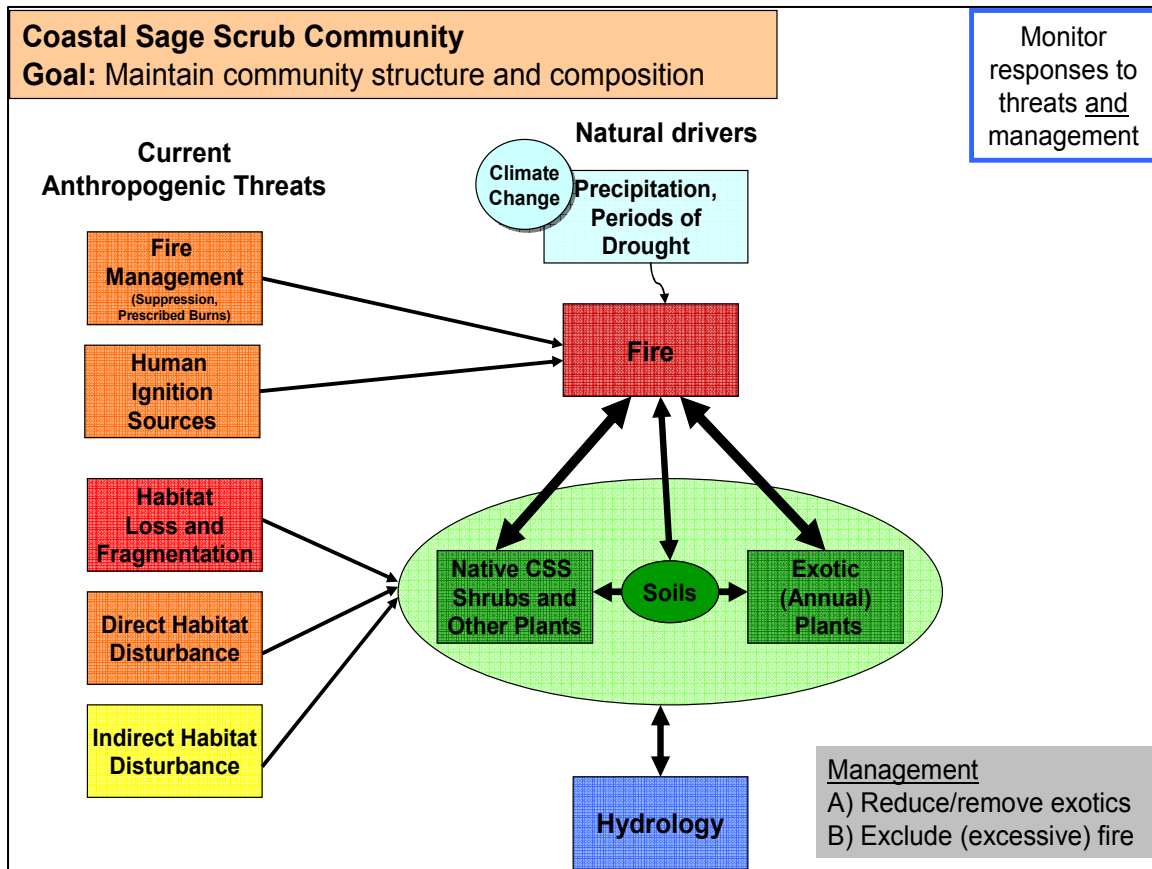 Coastal Sage Scrub Community
Goal: Maintain community structure and composition
Monitor
responses to
threats and
management
Current
Anthropogenic Threats
Natural drivers
Climate
Change
Precipitation,
Periods of
Drought
Fire
Management
(Suppression,
Prescribed Burns)
Fire
Human
Ignition
Sources
Habitat
Loss and
Fragmentation
Native CSS
Shrubs and
Other Plants
Soils
Exotic
(Annual)
Plants
Direct Habitat
Disturbance
Indirect Habitat
Disturbance
Hydrology
Management
A) Reduce/remove exotics
B) Exclude (excessive) fire